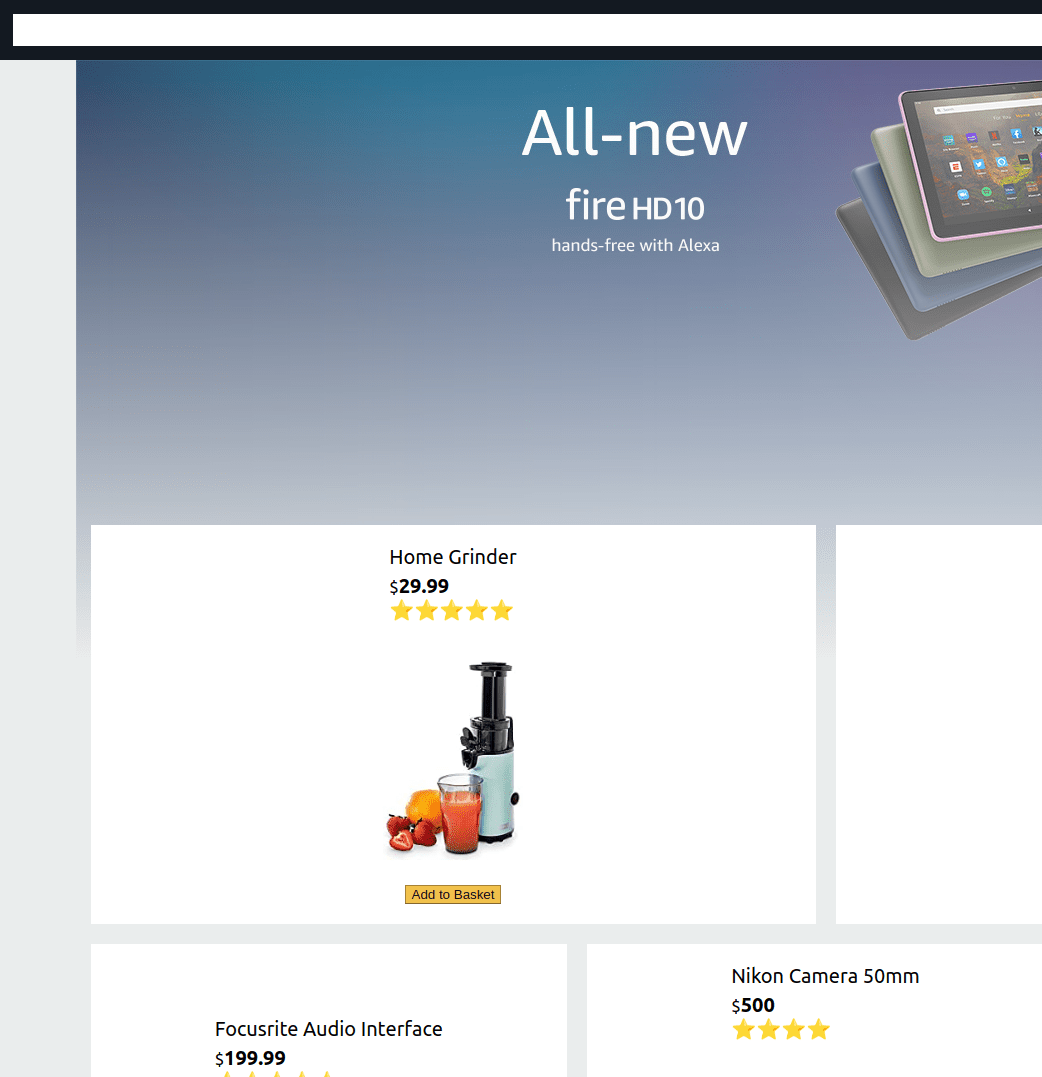 All-new
fire HD10
hands-free with Alexa
Home Grinder
$29.99
Add to Basket
Nikon Camera 50mm
$500
Focusrite Audio Interface
$199.99